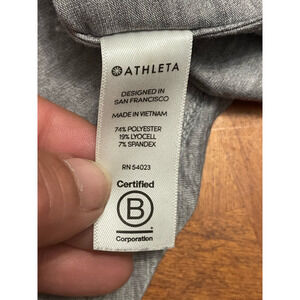 ATHLETA
DESIGNED IN
SAN FRANCISCO
MADE IN VIETNAM
74% POLYESTER
19% LYOCELL
7% SPANDEX
RN 54023
Certified
B
Corporation